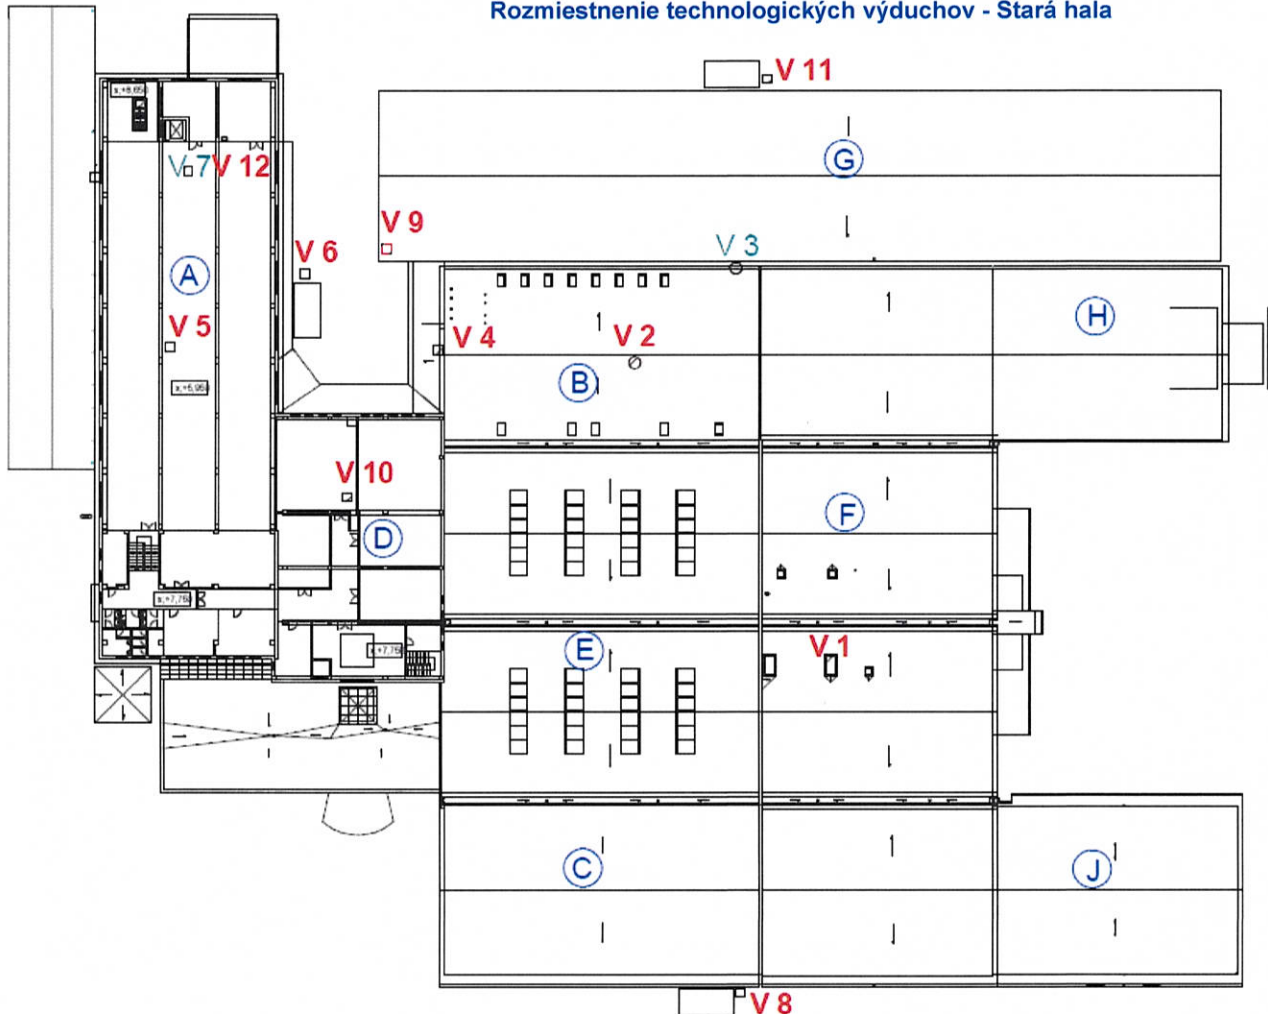 Rozmiestnenie technologických výduchov - Stará hala
V 11
G
V 7
V 12
V 9
V 6
V 3
A
H
V 5
V 4
V 2
B
V 10
F
D
E
V 1
C
J
V 8